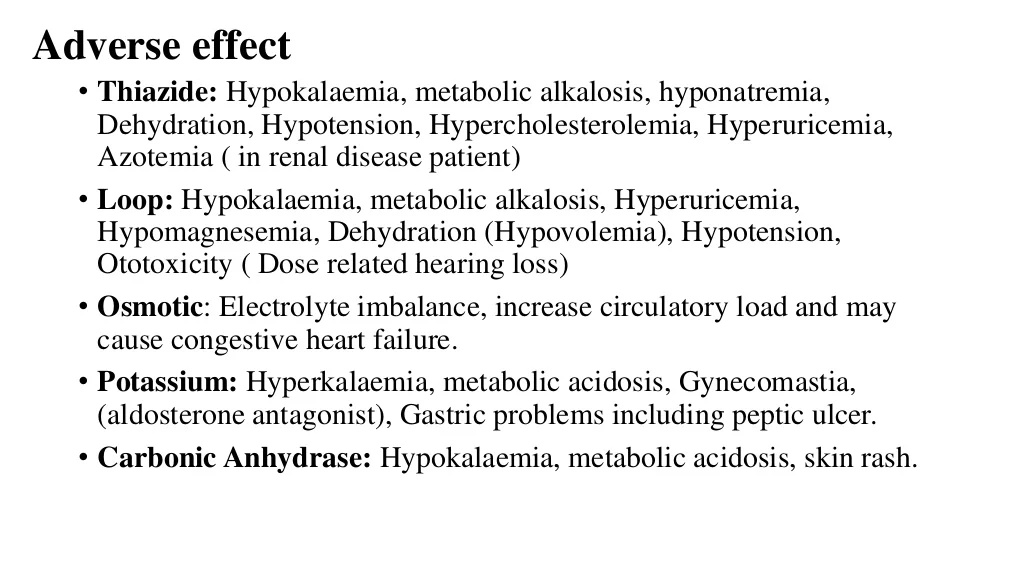 Adverse effect
• Thiazide: Hypokalaemia, metabolic alkalosis, hyponatremia,
Dehydration, Hypotension, Hypercholesterolemia, Hyperuricemia,
Azotemia ( in renal disease patient)
• Loop: Hypokalaemia, metabolic alkalosis, Hyperuricemia,
Hypomagnesemia, Dehydration (Hypovolemia), Hypotension,
Ototoxicity ( Dose related hearing loss)
• Osmotic: Electrolyte imbalance, increase circulatory load and may
cause congestive heart failure.
• Potassium: Hyperkalaemia, metabolic acidosis, Gynecomastia,
(aldosterone antagonist), Gastric problems including peptic ulcer.
• Carbonic Anhydrase: Hypokalaemia, metabolic acidosis, skin rash.